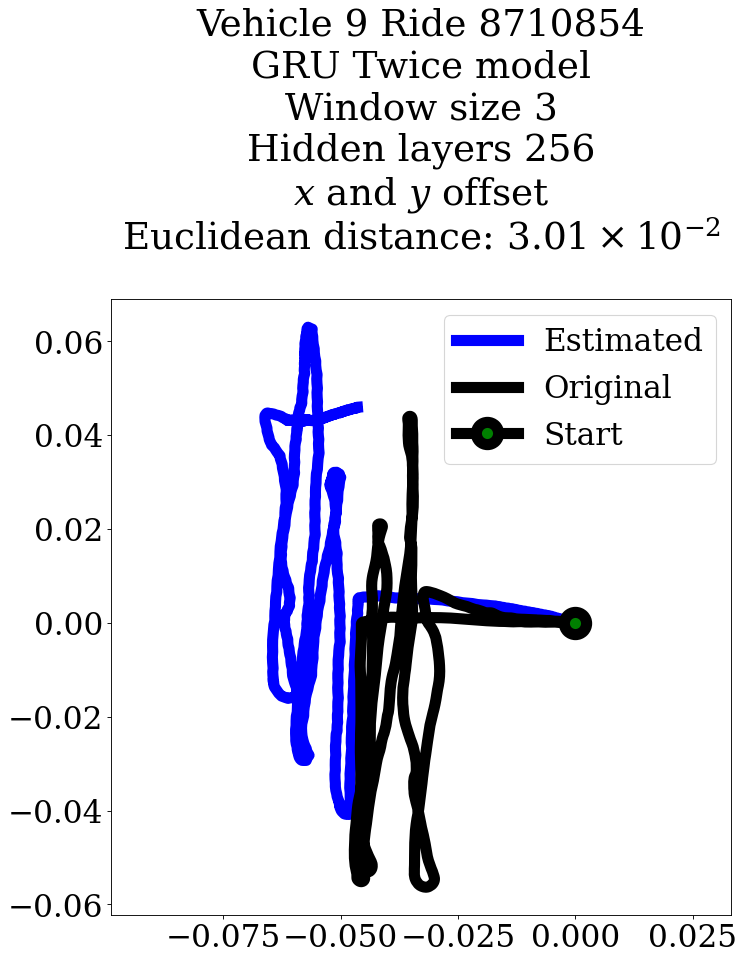 Vehicle 9 Ride 8710854
GRU Twice model
Window size 3
Hidden layers 256
x and y offset
Euclidean distance: 3.01 × 10⁻²
Estimated
Original
Start
0.06
0.04
0.02
0.00
−0.02
−0.04
−0.06
−0.075 −0.050 −0.025 0.000 0.025